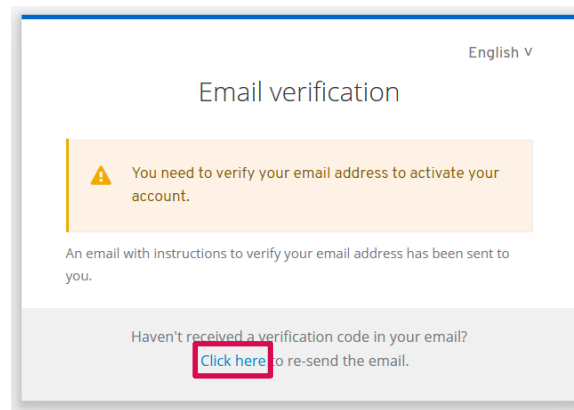 English v
Email verification
You need to verify your email address to activate your
account.
An email with instructions to verify your email address has been sent to
you.
Haven't received a verification code in your email?
Click here to re-send the email.